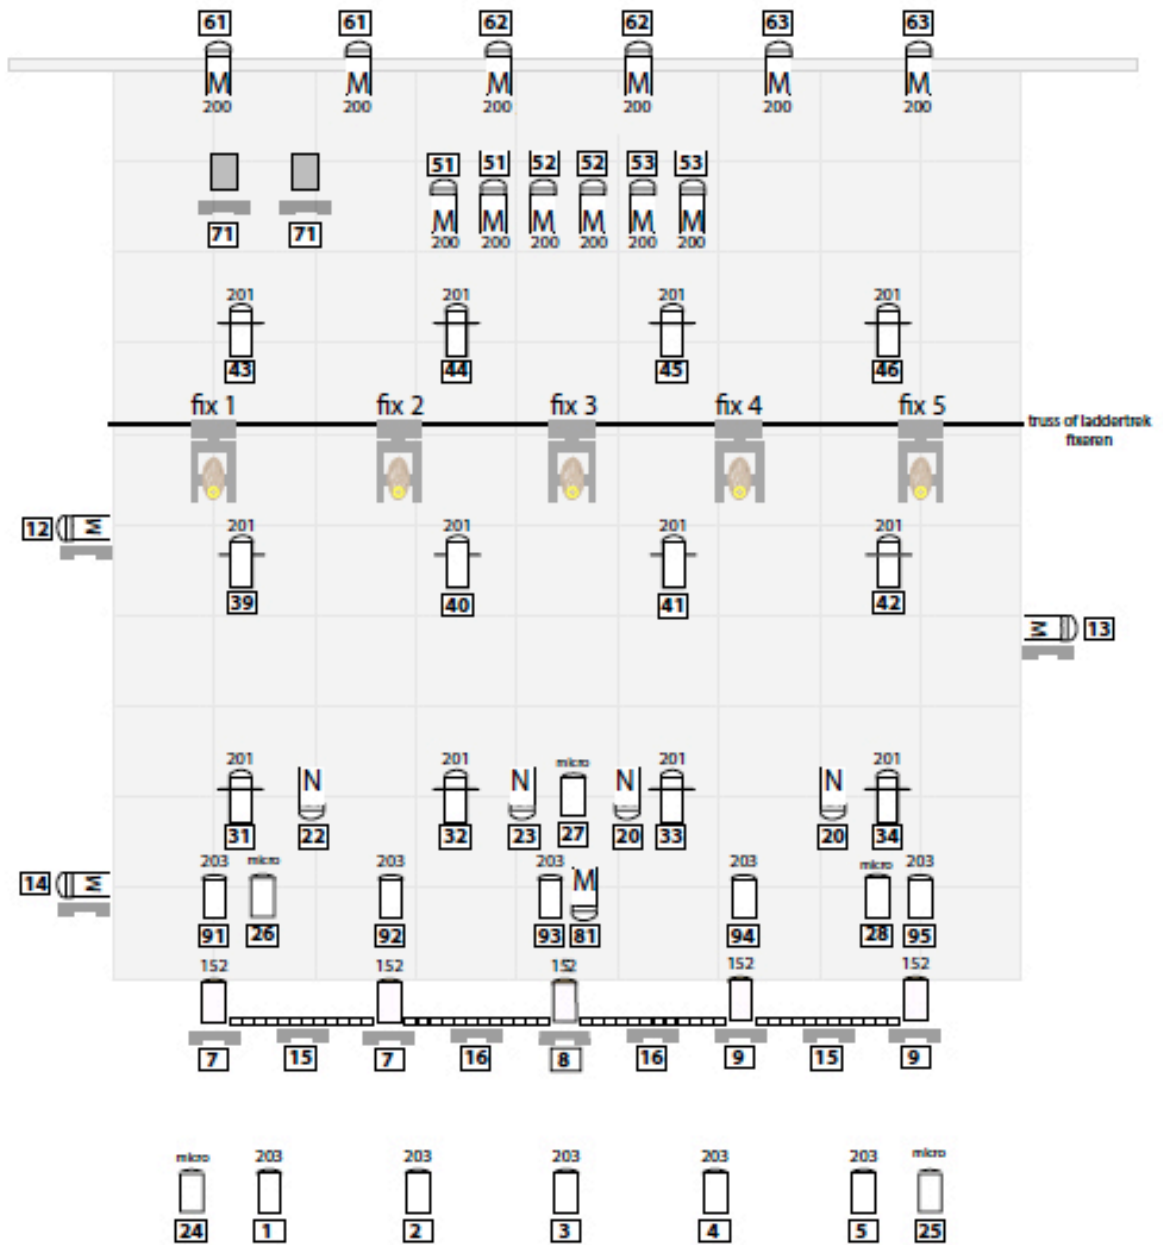 61 61 62 62 63 63
M M M M M M
200 200 200 200 200 200
51 51 52 52 53 53
M M M M M M
200 200 200 200 200 200
71 71
201 201 201 201
43 44 45 46
fix 1 fix 2 fix 3 fix 4 fix 5
truss of laddertrek
fixeren
12 M
201 201 201 201
39 40 41 42
M 13
201 N 201 N micro N 201 N 201
31 22 32 23 27 20 33 20 34
203 micro 203 203 M 203 micro 203
14 M
91 26 92 93 81 94 28 95
152 152 152 152 152
7 15 7 16 8 16 9 15 9
micro 203 203 203 203 203 micro
24 1 2 3 4 5 25